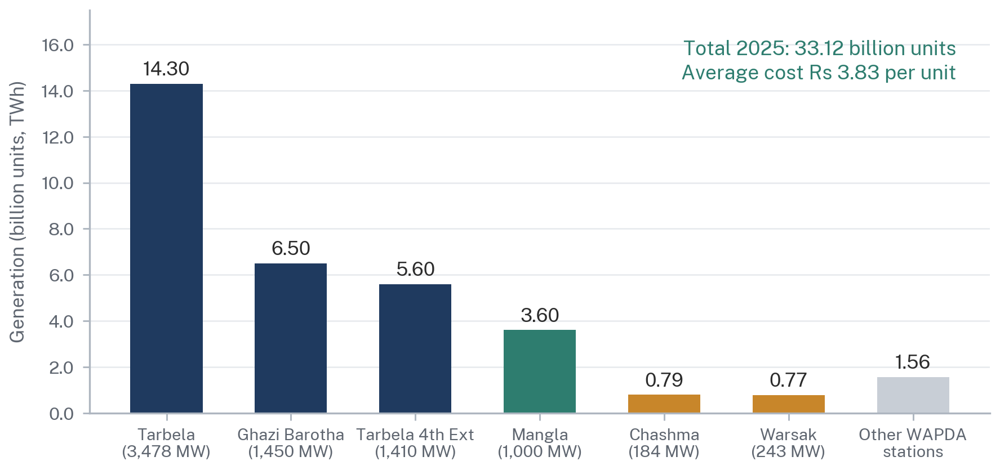 Total 2025: 33.12 billion units
Average cost Rs 3.83 per unit
Generation (billion units, TWh)
16.0
14.0
12.0
10.0
8.0
6.0
4.0
2.0
0.0
14.30
6.50
5.60
3.60
0.79
0.77
1.56
Tarbela
(3,478 MW)
Ghazi Barotha
(1,450 MW)
Tarbela 4th Ext
(1,410 MW)
Mangla
(1,000 MW)
Chashma
(184 MW)
Warsak
(243 MW)
Other WAPDA
stations